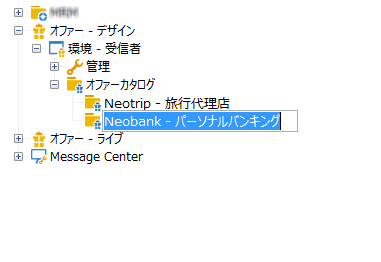 オファー - デザイン
環境 - 受信者
管理
オファーカタログ
Neotrip - 旅行代理店
Neobank - パーソナルバンキング
オファー - ライブ
Message Center